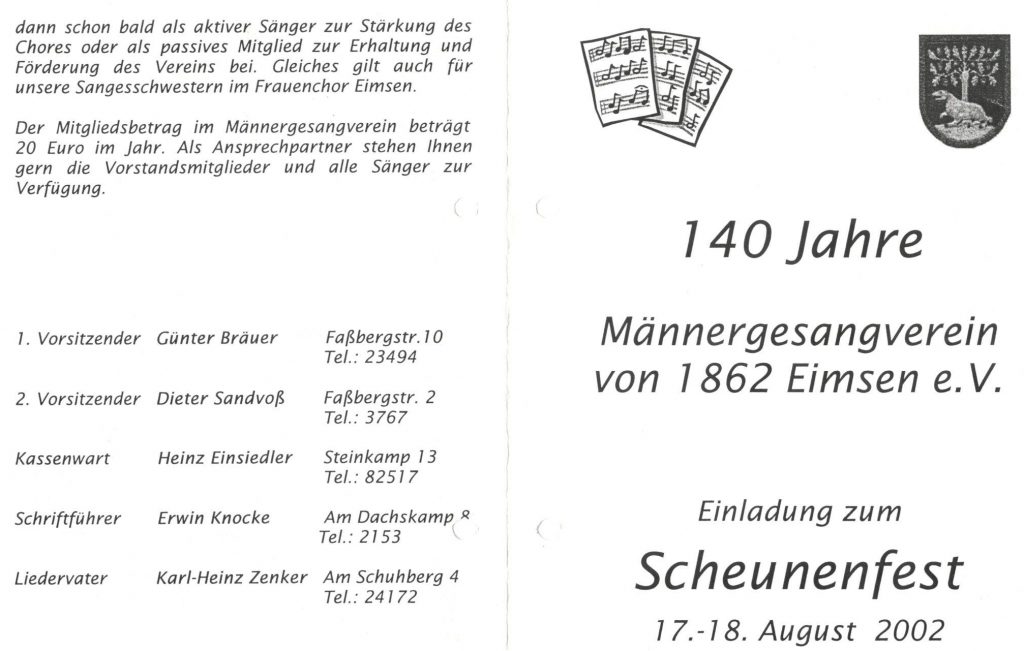 dann schon bald als aktiver Sänger zur Stärkung des
Chores oder als passives Mitglied zur Erhaltung und
Förderung des Vereins bei. Gleiches gilt auch für
unsere Sangesschwestern im Frauenchor Eimsen.
Der Mitgliedsbetrag im Männergesangverein beträgt
20 Euro im Jahr. Als Ansprechpartner stehen Ihnen
gern die Vorstandsmitglieder und alle Sänger zur
Verfügung.
1. Vorsitzender Günter Bräuer Faßbergstr.10
Tel.: 23494
2. Vorsitzender Dieter Sandvoß Faßbergstr. 2
Tel.: 3767
Kassenwart Heinz Einsiedler Steinkamp 13
Tel.: 82517
Schriftführer Erwin Knocke Am Dachskamp 8
Tel.: 2153
Liedervater Karl-Heinz Zenker Am Schuhberg 4
Tel.: 24172
140 Jahre
Männergesangverein
von 1862 Eimsen e.V.
Einladung zum
Scheunenfest
17.-18. August 2002